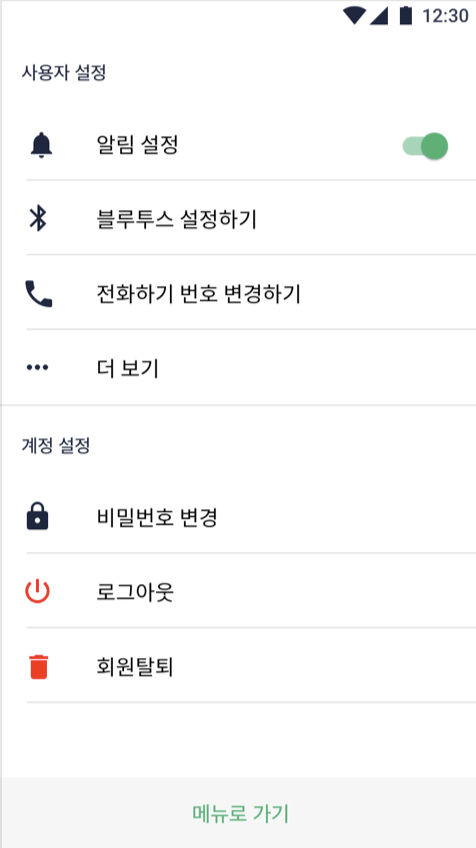 12:30
사용자 설정
알림 설정
블루투스 설정하기
전화하기 번호 변경하기
더 보기
계정 설정
비밀번호 변경
로그아웃
회원탈퇴
메뉴로 가기